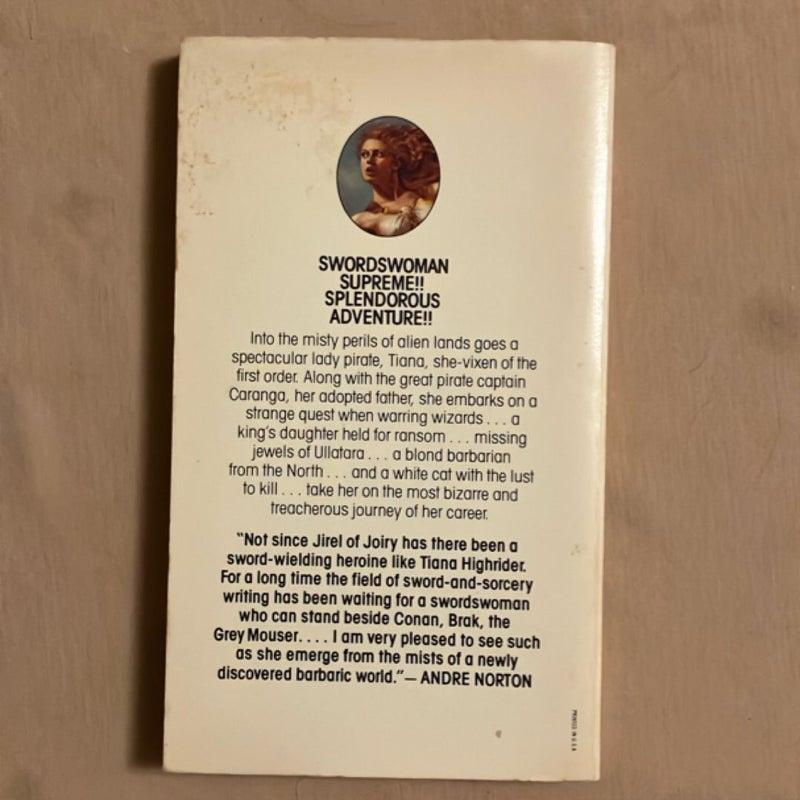 SWORDSWOMAN
SUPREME!!
SPLENDOROUS
ADVENTURE!!
Into the misty perils of alien lands goes a
spectacular lady pirate, Tiana, she-vixen of the
first order. Along with the great pirate captain
Caranga, her adopted father, she embarks on a
strange quest when warring wizards . . . a
king's daughter held for ransom . . . missing
jewels of Ullatara . . . a blond barbarian
from the North . . . and a white cat with the lust
to kill . . . take her on the most bizarre and
treacherous journey of her career.
"Not since Jirel of Joiry has there been a
sword-wielding heroine like Tiana Highrider.
For a long time the field of sword-and-sorcery
writing has been waiting for a swordswoman
who can stand beside Conan, Brak, the
Grey Mouser. . . . I am very pleased to see such
as she emerge from the mists of a newly
discovered barbaric world."— ANDRE NORTON
PRINTED IN U.S.A.